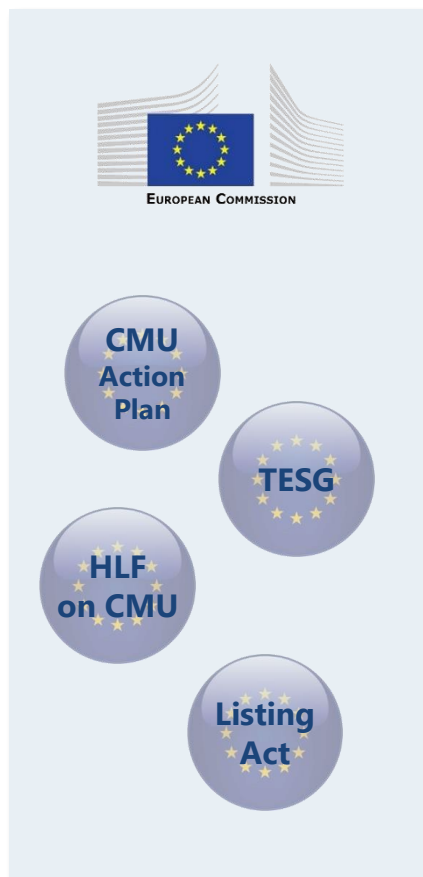 EUROPEAN COMMISSION
CMU
Action
Plan
TESG
HLF
on CMU
Listing
Act